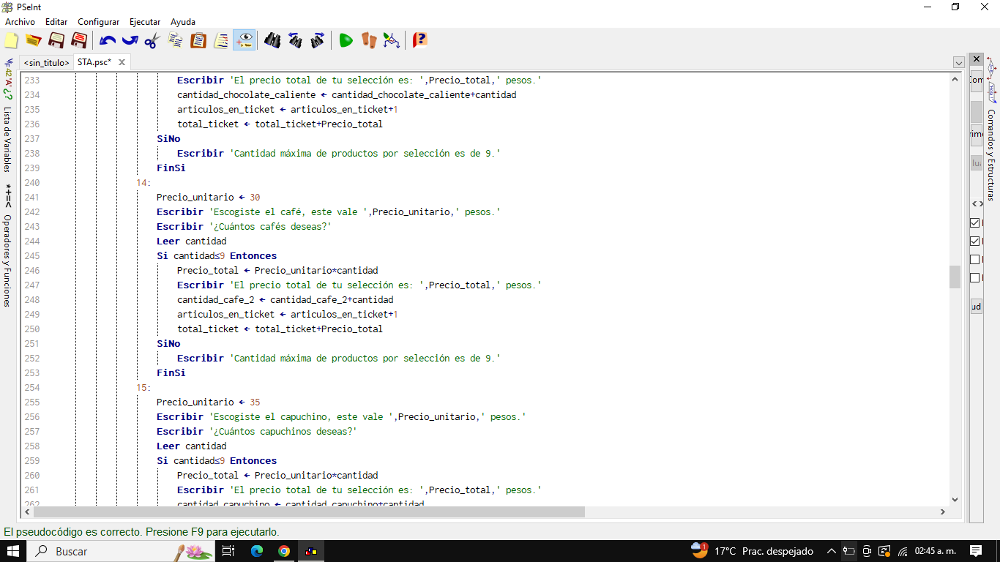 PSeInt
Archivo Editar Configurar Ejecutar Ayuda
<sin_titulo> STA.psc*
233 Escribir 'El precio total de tu selección es: ',Precio_total,' pesos.'
234 cantidad_chocolate_caliente ← cantidad_chocolate_caliente+cantidad
235 articulos_en_ticket ← articulos_en_ticket+1
236 total_ticket ← total_ticket+Precio_total
237 SiNo
238 Escribir 'Cantidad máxima de productos por selección es de 9.'
239 FinSi
240 14:
241 Precio_unitario ← 30
242 Escribir 'Escogiste el café, este vale ',Precio_unitario,' pesos.'
243 Escribir '¿Cuántos cafés deseas?'
244 Leer cantidad
245 Si cantidad≤9 Entonces
246 Precio_total ← Precio_unitario*cantidad
247 Escribir 'El precio total de tu selección es: ',Precio_total,' pesos.'
248 cantidad_cafe_2 ← cantidad_cafe_2+cantidad
249 articulos_en_ticket ← articulos_en_ticket+1
250 total_ticket ← total_ticket+Precio_total
251 SiNo
252 Escribir 'Cantidad máxima de productos por selección es de 9.'
253 FinSi
254 15:
255 Precio_unitario ← 35
256 Escribir 'Escogiste el capuchino, este vale ',Precio_unitario,' pesos.'
257 Escribir '¿Cuántos capuchinos deseas?'
258 Leer cantidad
259 Si cantidad≤9 Entonces
260 Precio_total ← Precio_unitario*cantidad
261 Escribir 'El precio total de tu selección es: ',Precio_total,' pesos.'
262 cantidad_capuchino ← cantidad_capuchino+cantidad
Lista de Variables
*+=< Operadores y Funciones
Comandos y Estructuras
El pseudocódigo es correcto. Presione F9 para ejecutarlo.
Buscar
1
17°C Prac. despejado
02:45 a. m.